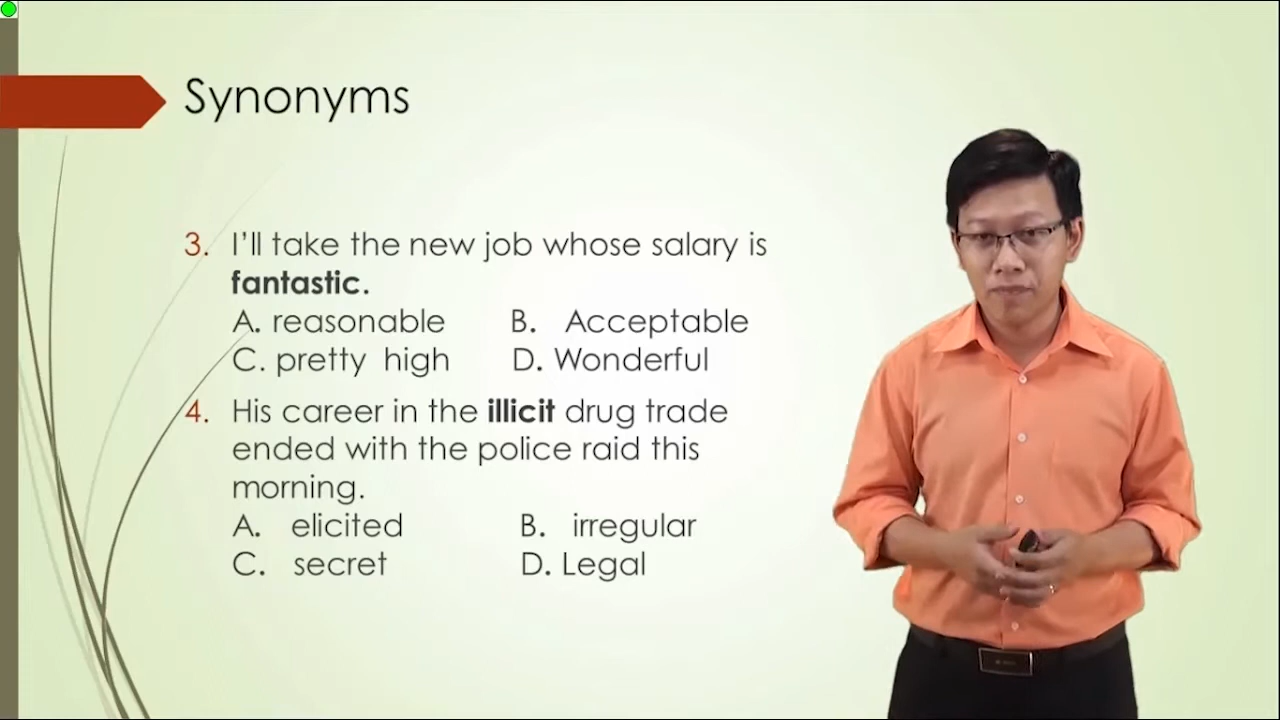 Synonyms
3. I'll take the new job whose salary is
fantastic.
A. reasonable B. Acceptable
C. pretty high D. Wonderful
4. His career in the illicit drug trade
ended with the police raid this
morning.
A. elicited B. irregular
C. secret D. Legal